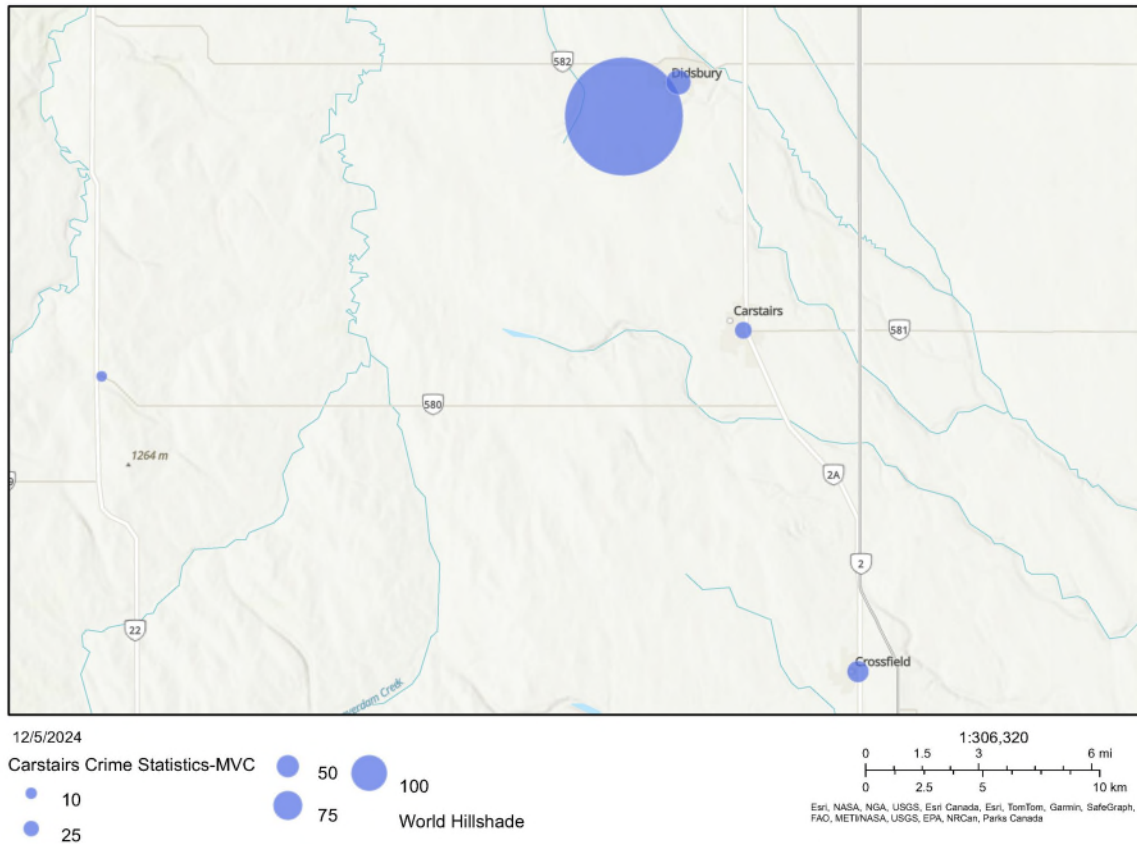 582
Didsbury
Carstairs
581
580
1264 m
2A
2
22
Crossfield
12/5/2024
Carstairs Crime Statistics-MVC
10
25
50
75
100
World Hillshade
1:306,320
0 1.5 3 6 mi
0 2.5 5 10 km
Esri, NASA, NGA, USGS, Esri Canada, Esri, TomTom, Garmin, SafeGraph,
FAO, METI/NASA, USGS, EPA, NRCan, Parks Canada